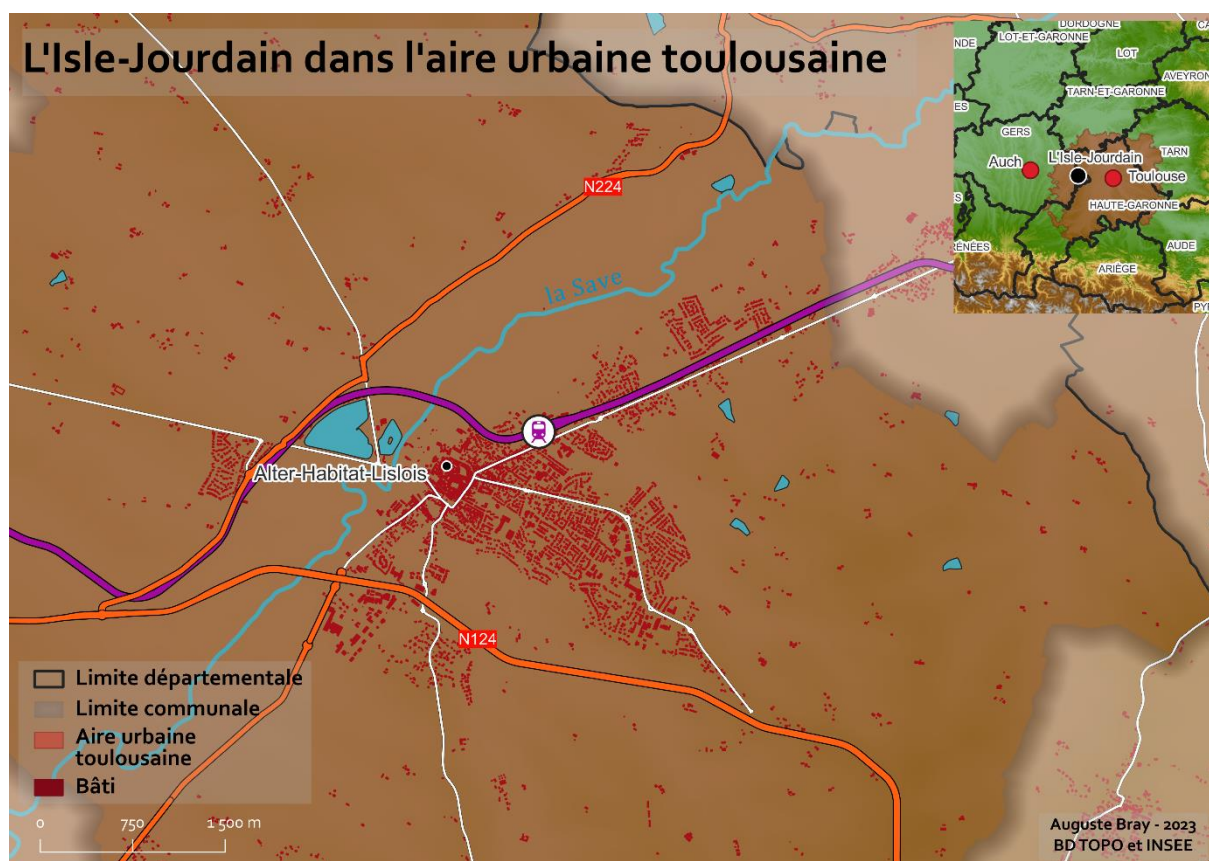 L'Isle-Jourdain dans l'aire urbaine toulousaine
DORDOGNE
LOT-ET-GARONNE
LOT
AVEYRON
TARN-ET-GARONNE
GERS
TARN
Auch
L'Isle-Jourdain
Toulouse
HAUTE-GARONNE
AUDE
ARIÈGE
N224
la Save
Alter-Habitat-Lislois
N124
Limite départementale
Limite communale
Aire urbaine
toulousaine
Bâti
0 750 1 500 m
Auguste Bray - 2023
BD TOPO et INSEE